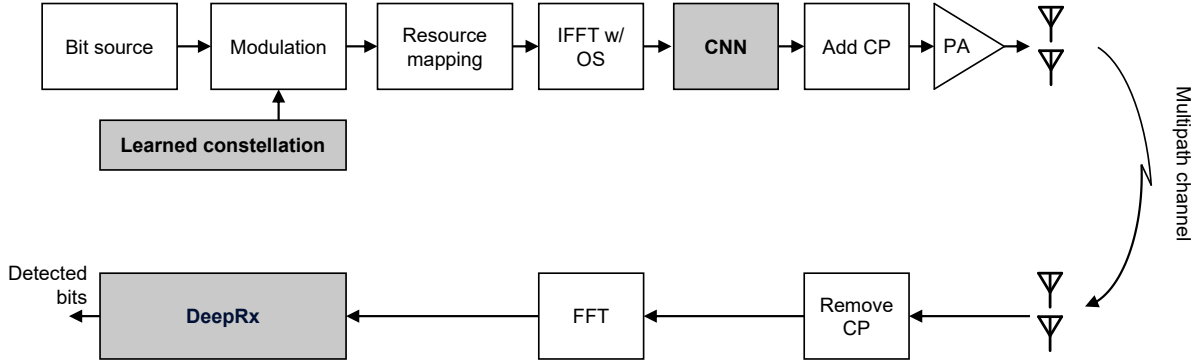 Bit source
Modulation
Resource
mapping
IFFT w/
OS
CNN
Add CP
PA
Learned constellation
Multipath channel
Detected
bits
DeepRx
FFT
Remove
CP